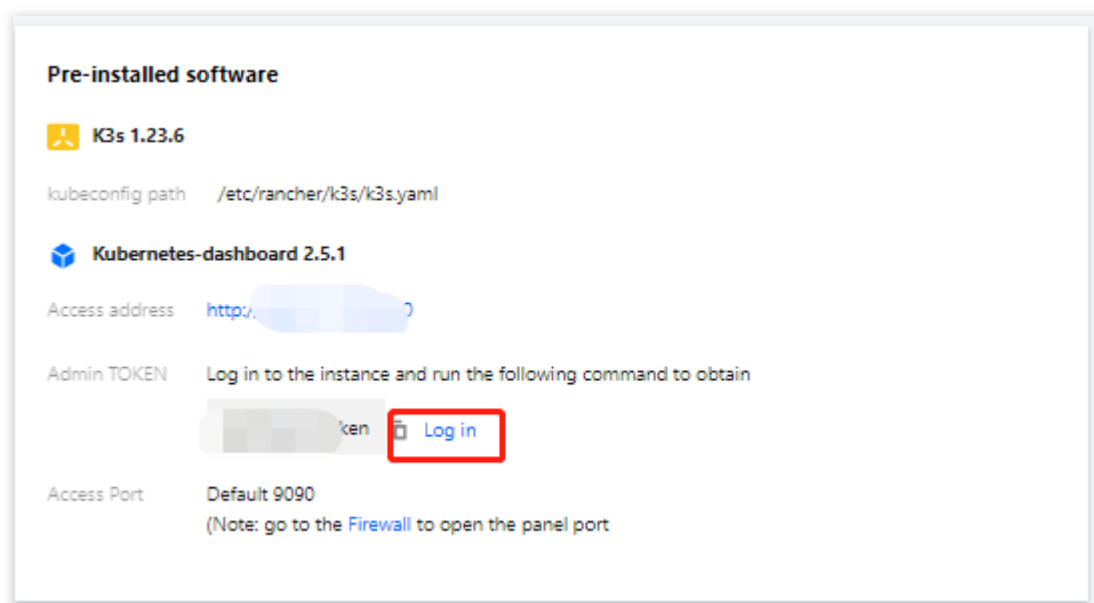 Pre-installed software
K3s 1.23.6
kubeconfig path /etc/rancher/k3s/k3s.yaml
Kubernetes-dashboard 2.5.1
Access address http:/
Admin TOKEN Log in to the instance and run the following command to obtain
Log in
Access Port Default 9090
(Note: go to the Firewall to open the panel port